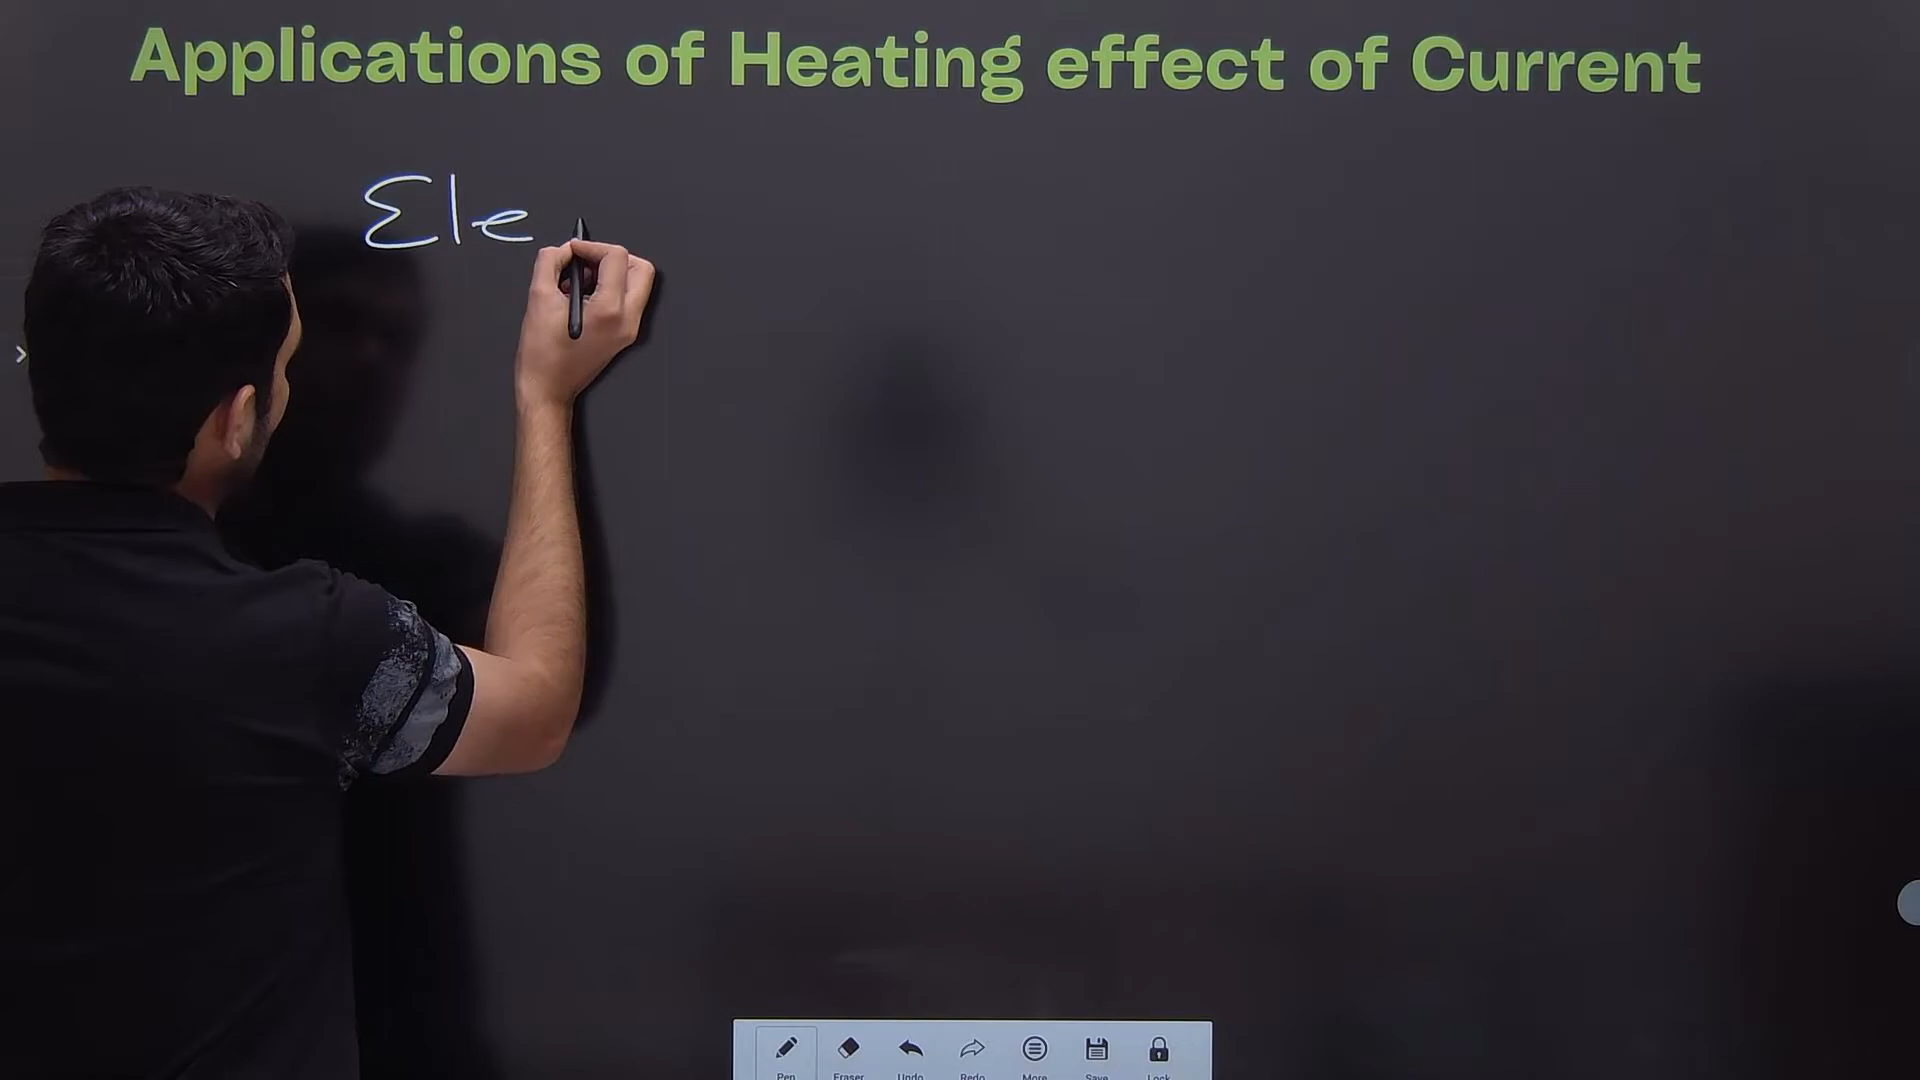 Applications of Heating effect of Current
Ele
Pen Eraser Undo Redo More Save Lock